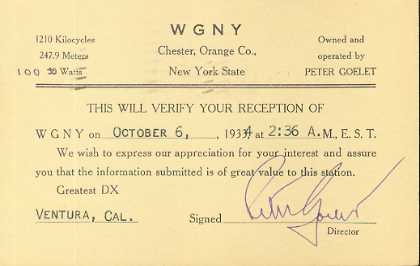 WGNY
1210 Kilocycles
247.9 Meters
100 50 Watts
Chester, Orange Co.,
New York State
Owned and
operated by
PETER GOELET
THIS WILL VERIFY YOUR RECEPTION OF
WGNY on OCTOBER 6, , 1934 at 2:36 A.M., E.S.T.
We wish to express our appreciation for your interest and assure
you that the information submitted is of great value to this station.
Greatest DX
VENTURA, CAL. Signed Peter Goelet
Director